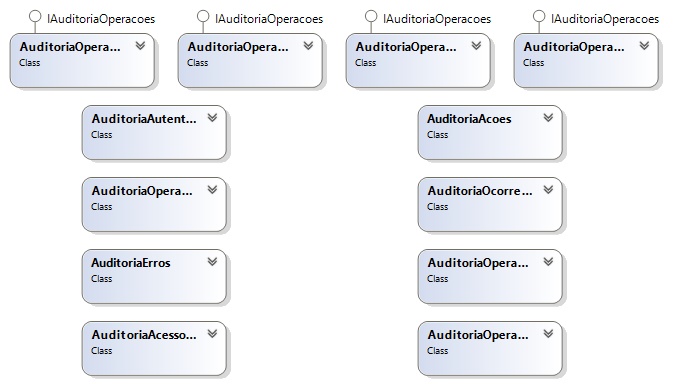 IAuditoriaOperacoes IAuditoriaOperacoes IAuditoriaOperacoes IAuditoriaOperacoes
AuditoriaOpera... AuditoriaOpera... AuditoriaOpera... AuditoriaOpera...
Class Class Class Class
AuditoriaAutent... AuditoriaAcoes
Class Class
AuditoriaOpera... AuditoriaOcorre...
Class Class
AuditoriaErros AuditoriaOpera...
Class Class
AuditoriaAcesso... AuditoriaOpera...
Class Class